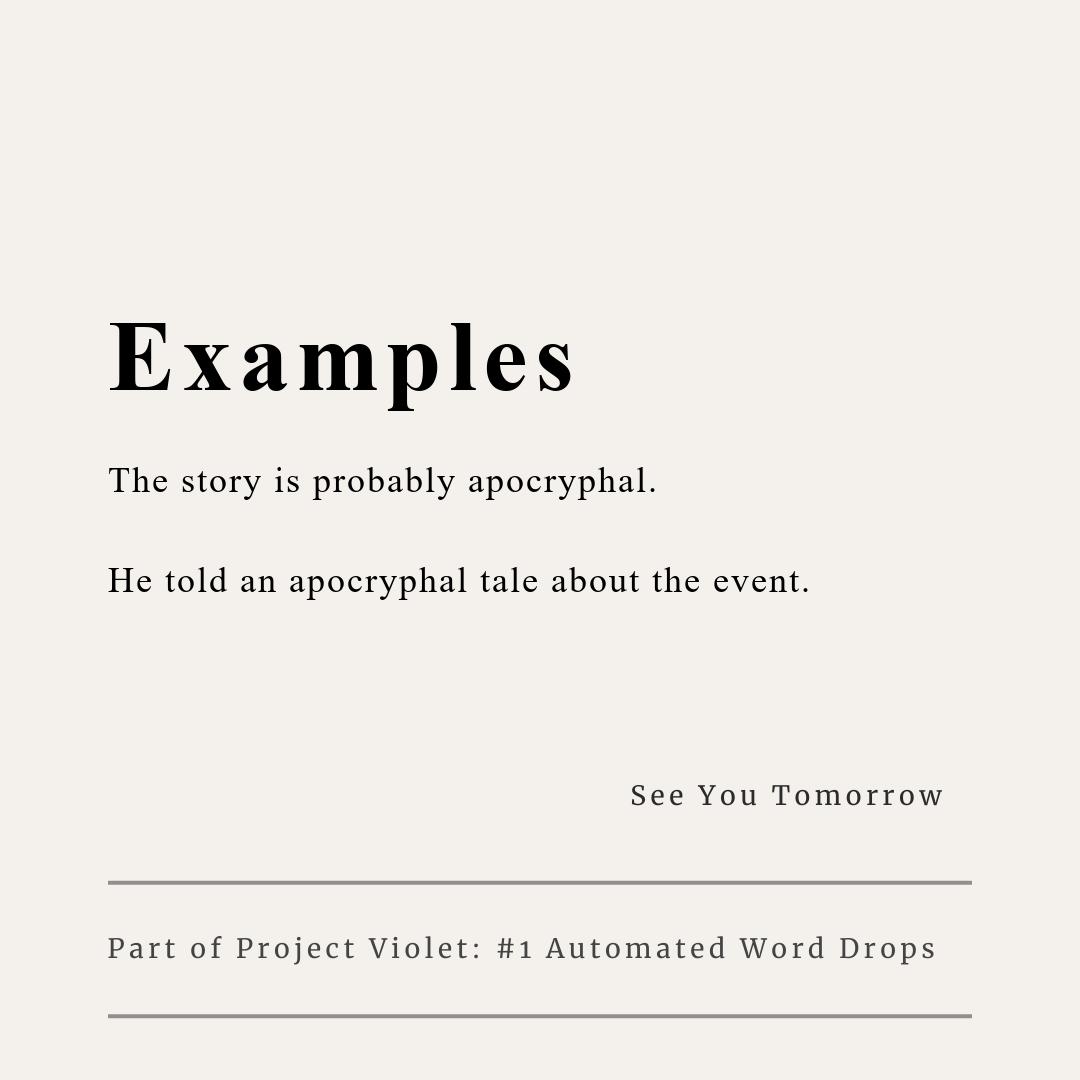 Examples
The story is probably apocryphal.
He told an apocryphal tale about the event.
See You Tomorrow
Part of Project Violet: #1 Automated Word Drops